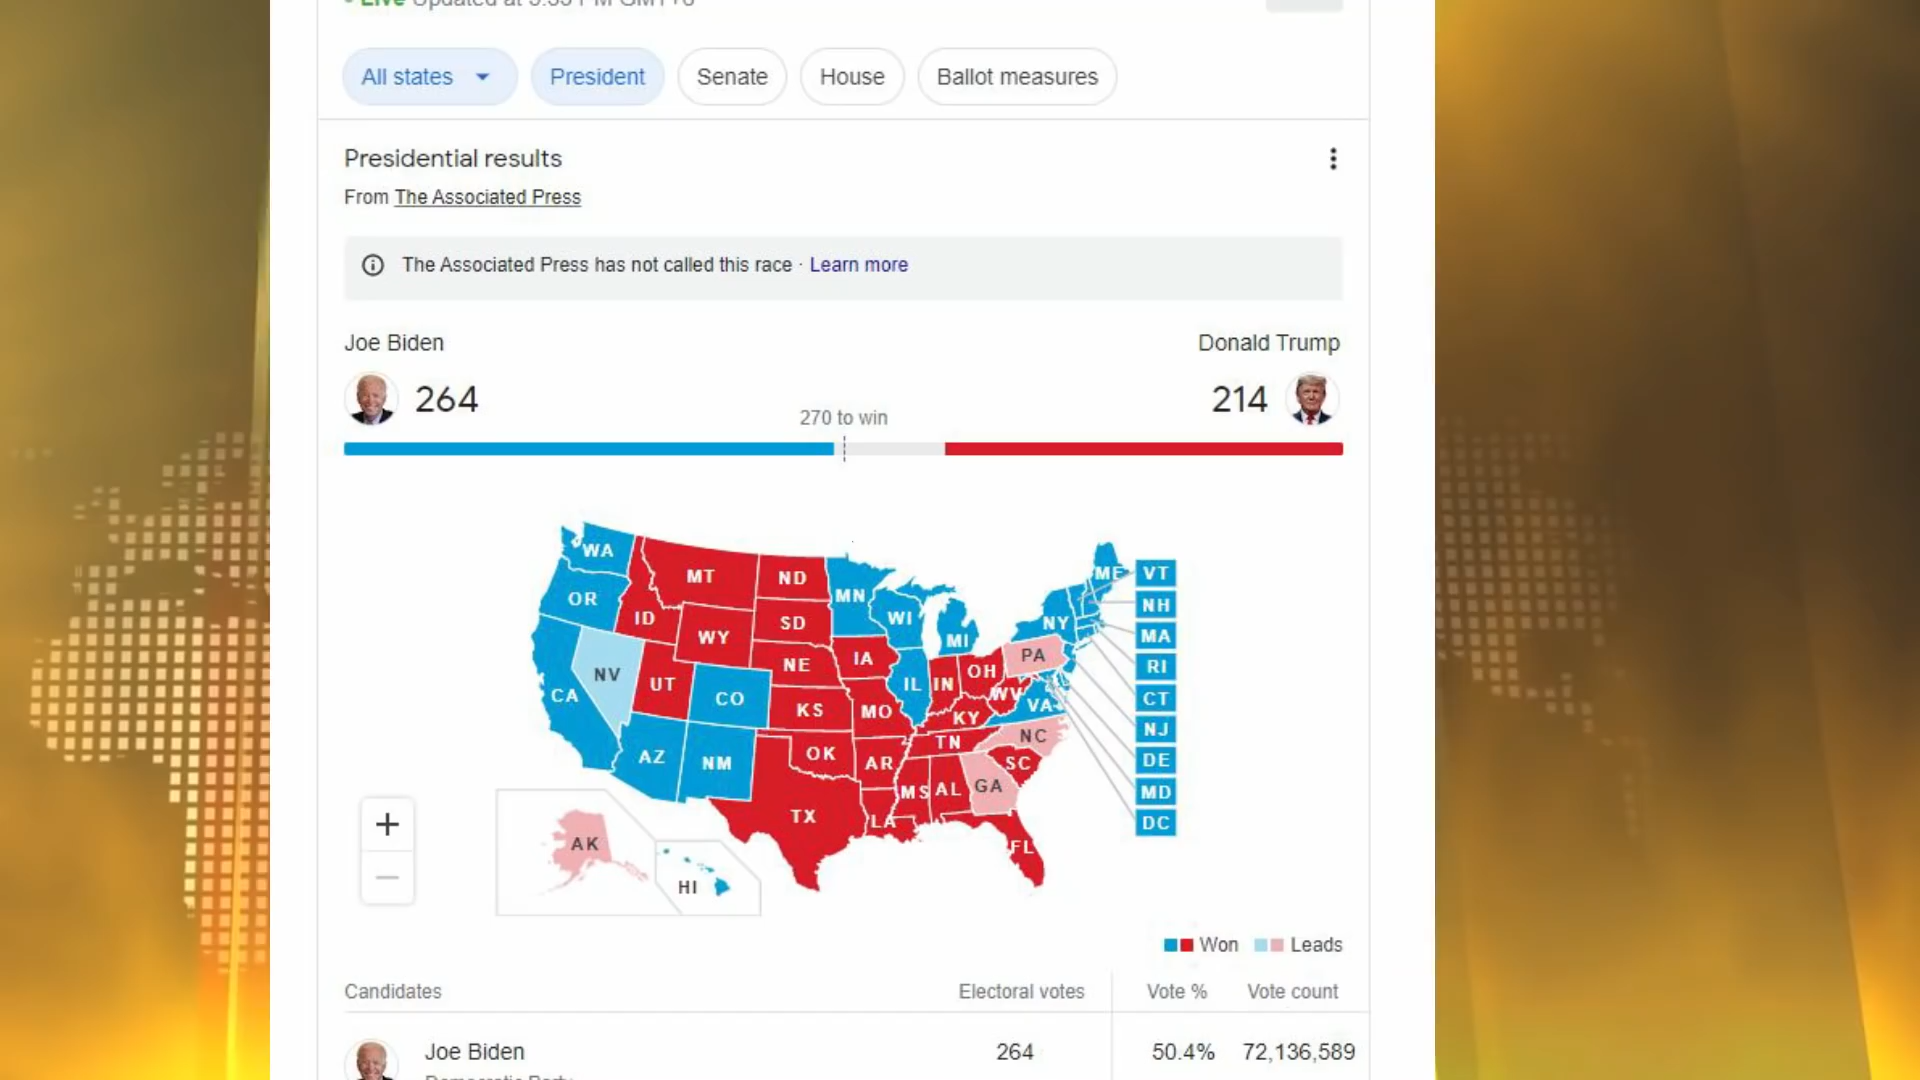 Live Updated at
All states
President
Senate
House
Ballot measures
Presidential results
From The Associated Press
The Associated Press has not called this race · Learn more
Joe Biden
Donald Trump
264
214
270 to win
WA
MT
ND
MN
ME
VT
OR
ID
SD
WI
NH
NY
MI
WY
MA
NV
UT
NE
IA
IL
IN
OH
PA
RI
CA
CO
KS
MO
KY
WV
VA
CT
NJ
AZ
NM
OK
AR
TN
NC
SC
DE
MS
AL
GA
MD
TX
LA
FL
DC
AK
HI
+
−
Won
Leads
Candidates
Electoral votes
Vote %
Vote count
Joe Biden
264
50.4%
72,136,589